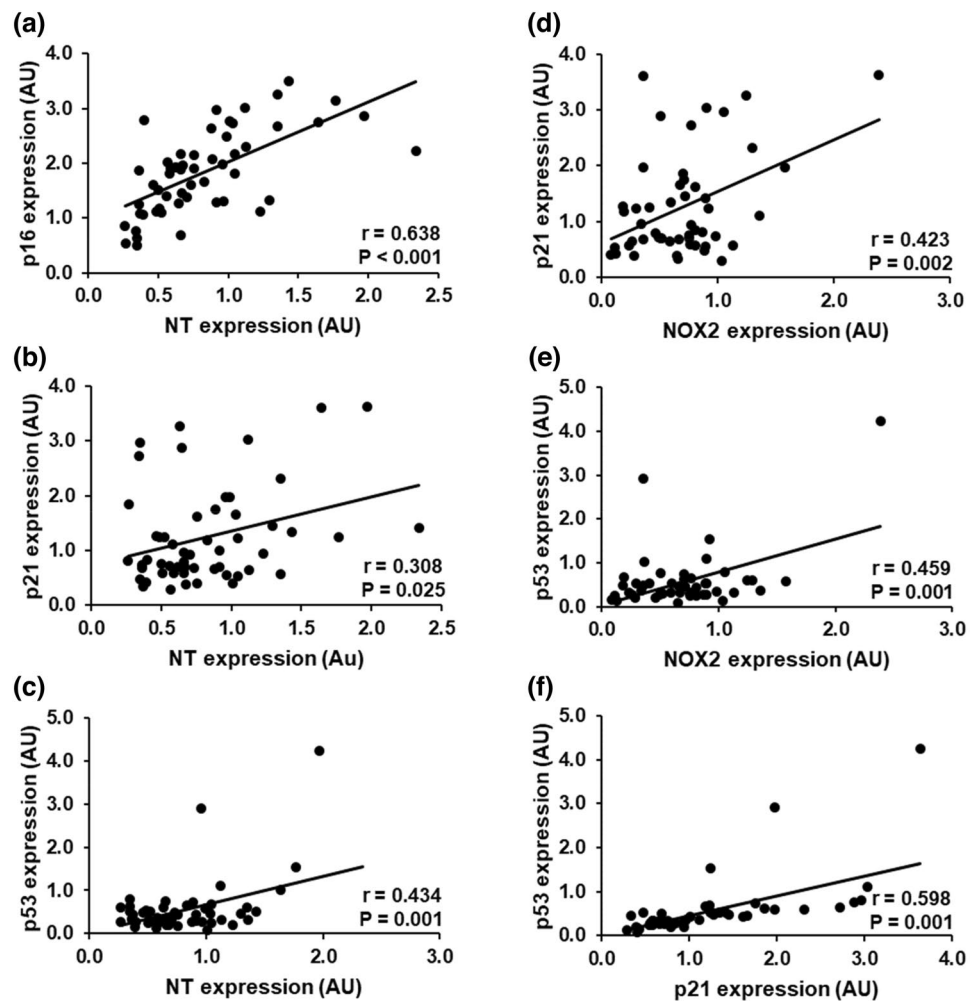 (a)
p16 expression (AU)
4.0
3.0
2.0
1.0
0.0
r = 0.638
P < 0.001
0.0 0.5 1.0 1.5 2.0 2.5
NT expression (AU)
(b)
p21 expression (AU)
4.0
3.0
2.0
1.0
0.0
r = 0.308
P = 0.025
0.0 0.5 1.0 1.5 2.0 2.5
NT expression (Au)
(c)
p53 expression (AU)
5.0
4.0
3.0
2.0
1.0
0.0
r = 0.434
P = 0.001
0.0 1.0 2.0 3.0
NT expression (AU)
(d)
p21 expression (AU)
4.0
3.0
2.0
1.0
0.0
r = 0.423
P = 0.002
0.0 1.0 2.0 3.0
NOX2 expression (AU)
(e)
p53 expression (AU)
5.0
4.0
3.0
2.0
1.0
0.0
r = 0.459
P = 0.001
0.0 1.0 2.0 3.0
NOX2 expression (AU)
(f)
p53 expression (AU)
5.0
4.0
3.0
2.0
1.0
0.0
r = 0.598
P = 0.001
0.0 1.0 2.0 3.0 4.0
p21 expression (AU)